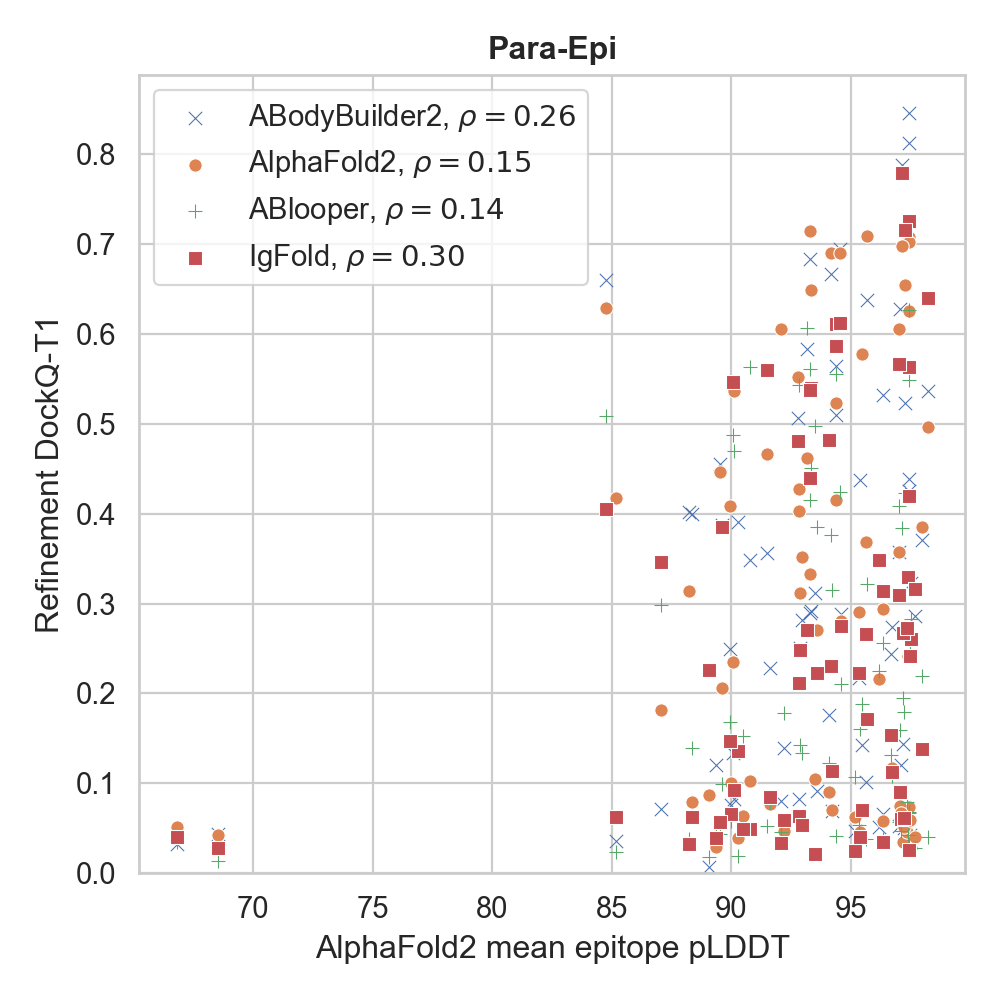 Para-Epi
ABodyBuilder2, ρ = 0.26
AlphaFold2, ρ = 0.15
ABlooper, ρ = 0.14
IgFold, ρ = 0.30
0.8
0.7
0.6
0.5
0.4
0.3
0.2
0.1
0.0
Refinement DockQ-T1
70 75 80 85 90 95
AlphaFold2 mean epitope pLDDT